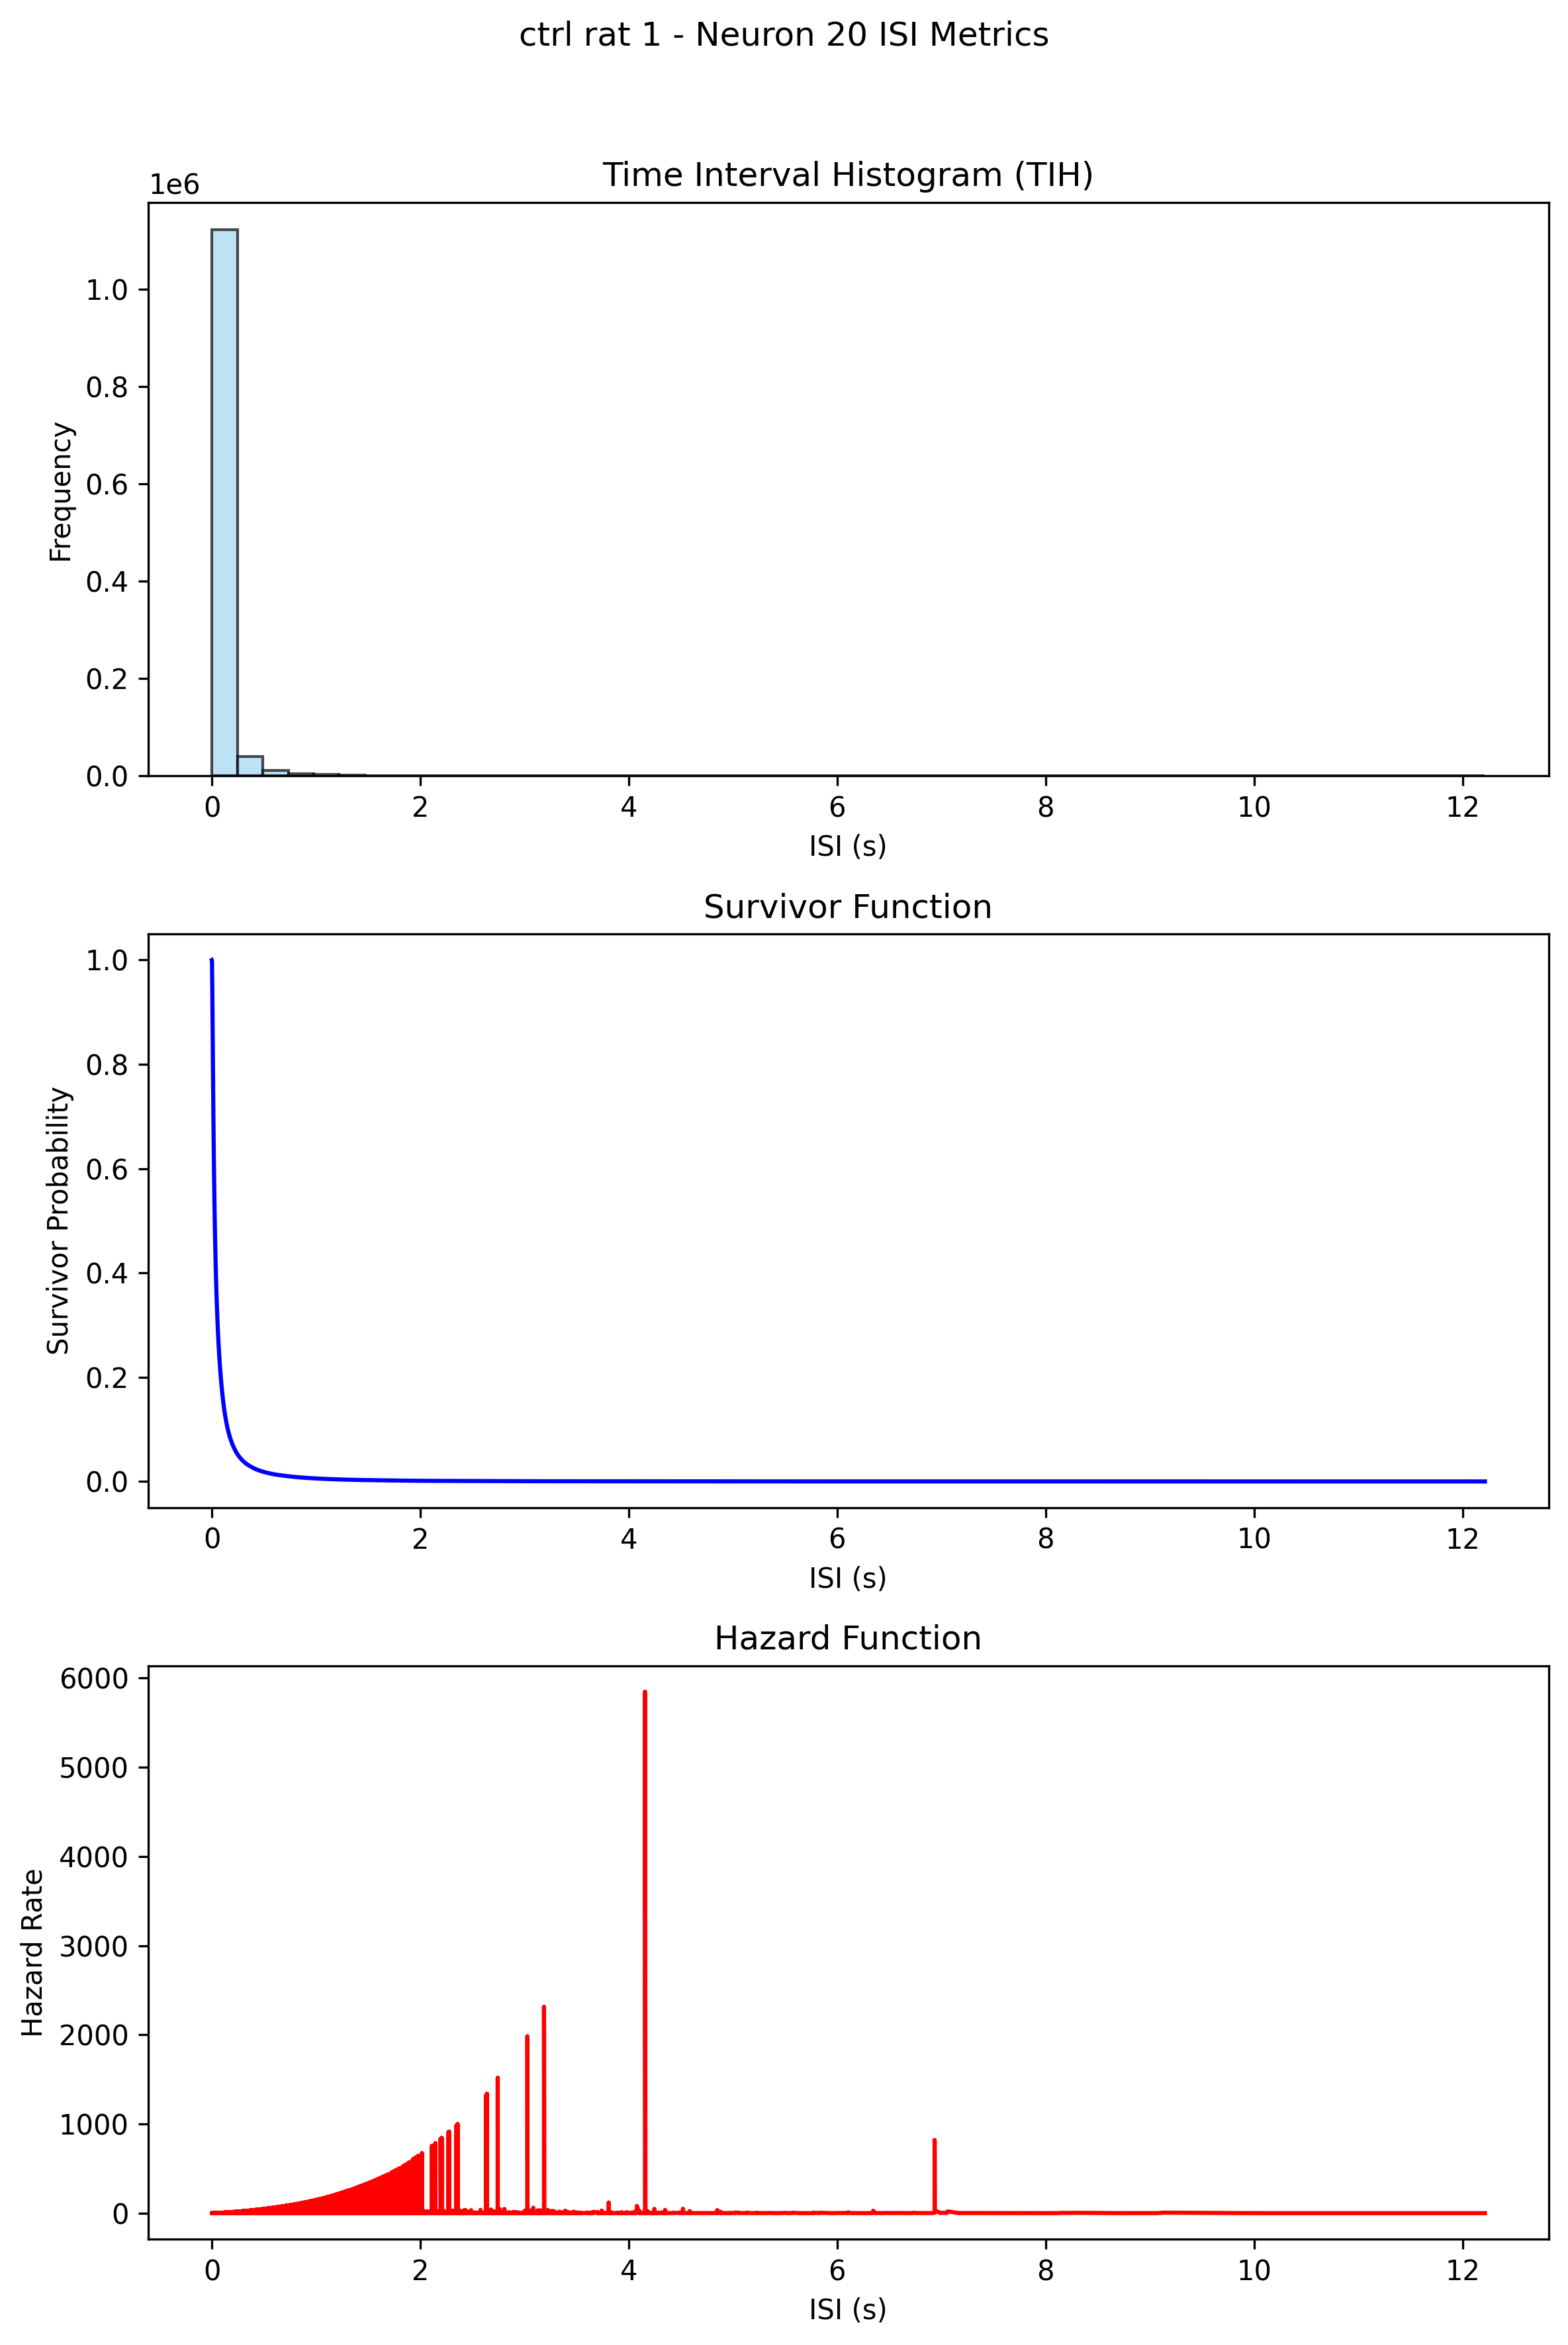 ctrl rat 1 - Neuron 20 ISI Metrics
Time Interval Histogram (TIH)
1e6
1.0
0.8
0.6
0.4
0.2
0.0
Frequency
0 2 4 6 8 10 12
ISI (s)
Survivor Function
1.0
0.8
0.6
0.4
0.2
0.0
Survivor Probability
0 2 4 6 8 10 12
ISI (s)
Hazard Function
6000
5000
4000
3000
2000
1000
0
Hazard Rate
0 2 4 6 8 10 12
ISI (s)